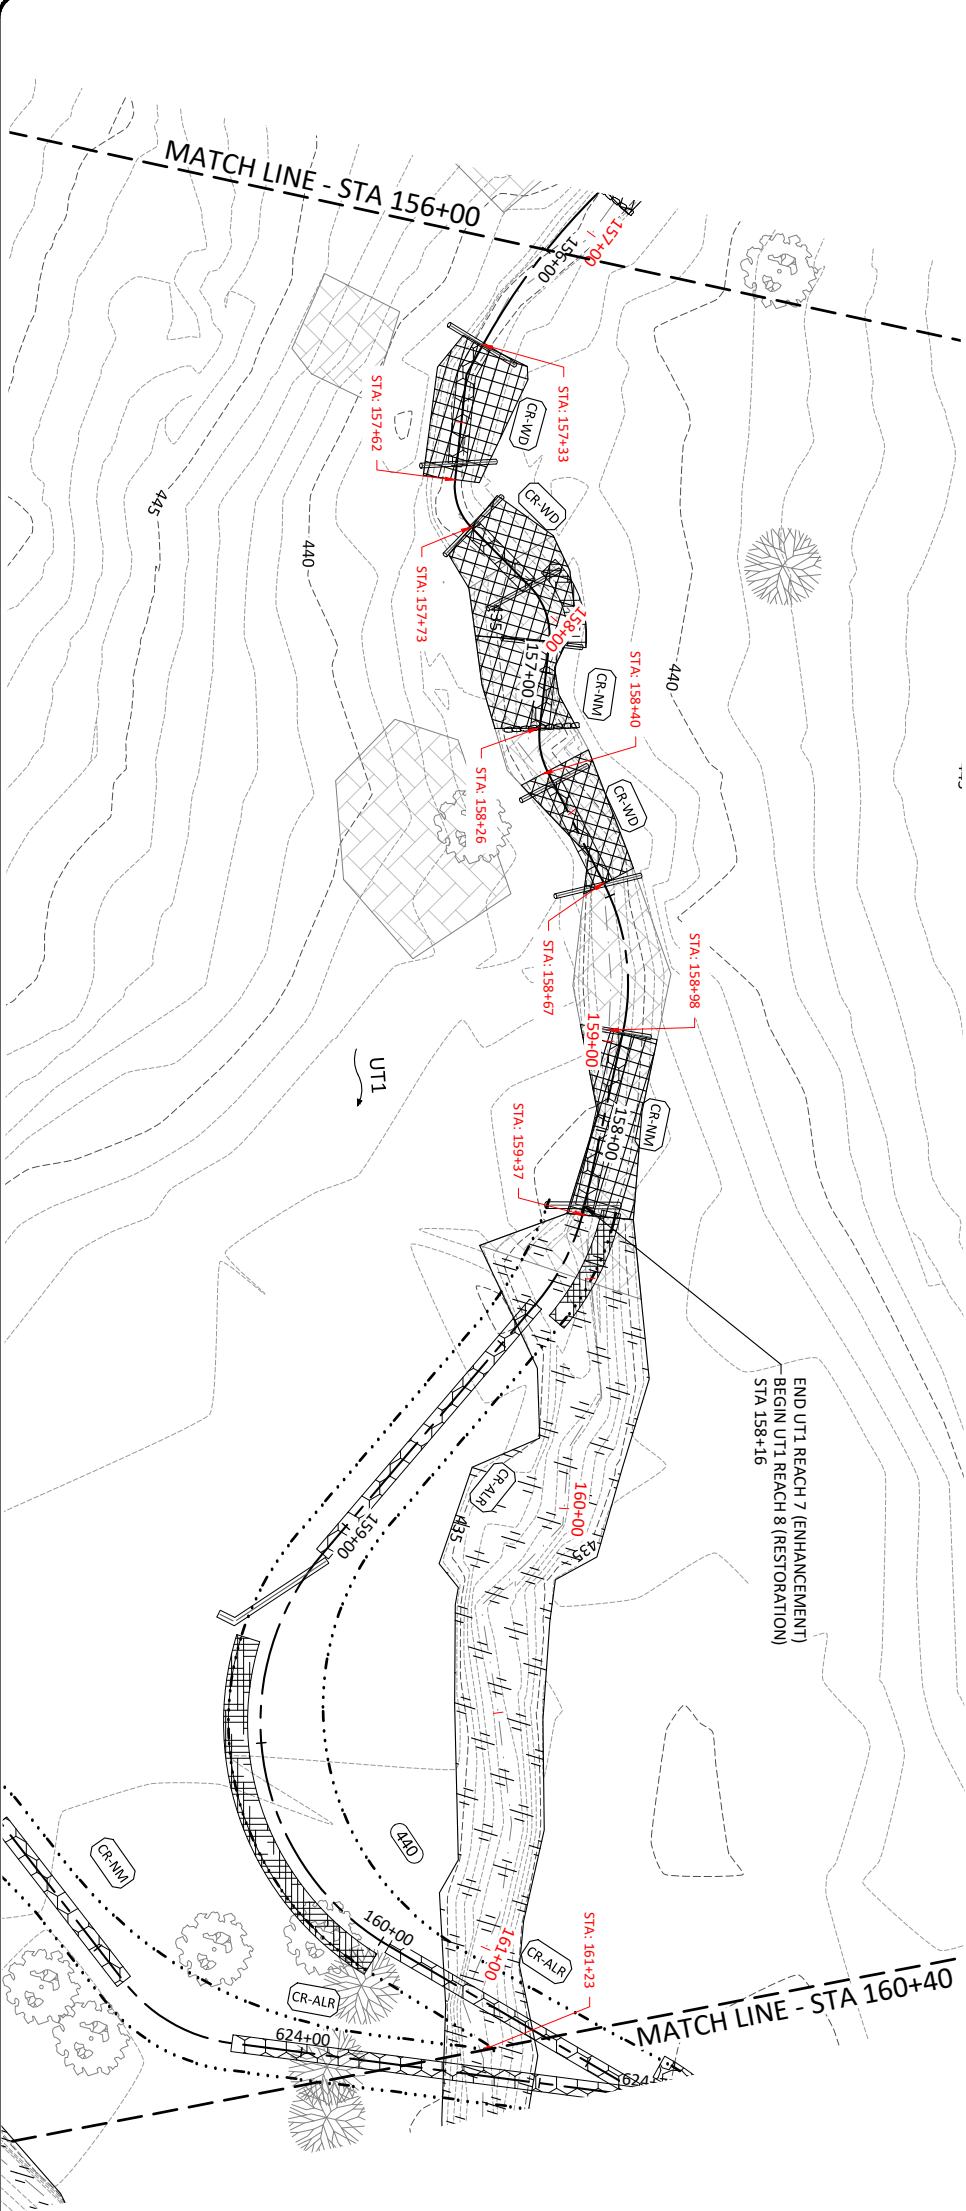 MATCH LINE - STA 156+00
157+00
156+00
STA: 157+33
STA: 157+62
CR-WD
CR-WD
445
440
STA: 157+73
435
158+00
157+00
CR-NM
STA: 158+40
440
STA: 158+26
CR-WD
STA: 158+67
STA: 158+98
159+00
UT1
158+00
CR-NM
STA: 159+37
END UT1 REACH 7 (ENHANCEMENT)
BEGIN UT1 REACH 8 (RESTORATION)
STA 158+16
CR-ALR
160+00
435
435
159+00
440
CR-NM
160+00
161+00
CR-ALR
STA: 161+23
CR-ALR
624+00
MATCH LINE - STA 160+40
624